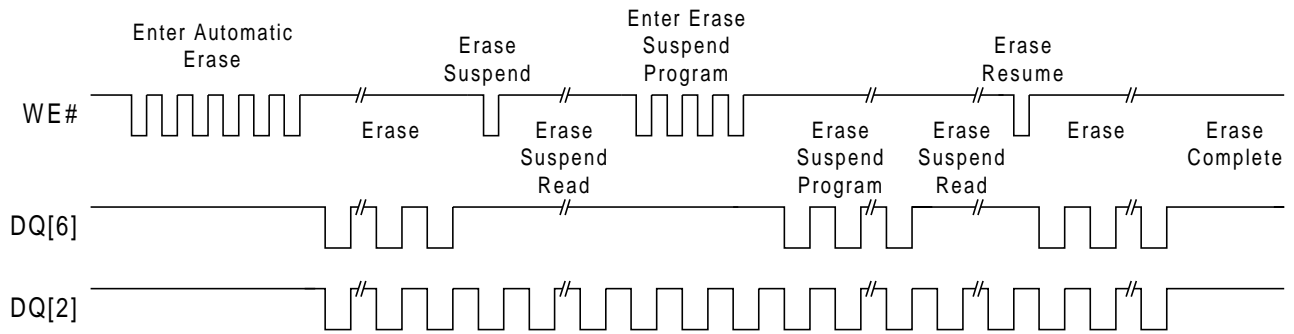 Enter Automatic
Erase
Erase
Suspend
Enter Erase
Suspend
Program
Erase
Resume
WE#
Erase
Erase
Suspend
Read
Erase
Suspend
Program
Erase
Suspend
Read
Erase
Erase
Complete
DQ[6]
DQ[2]